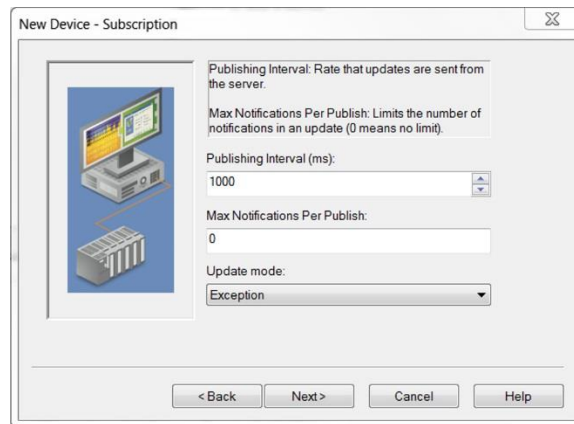 New Device - Subscription
Publishing Interval: Rate that updates are sent from
the server.
Max Notifications Per Publish: Limits the number of
notifications in an update (0 means no limit).
Publishing Interval (ms):
1000
Max Notifications Per Publish:
0
Update mode:
Exception
< Back Next > Cancel Help